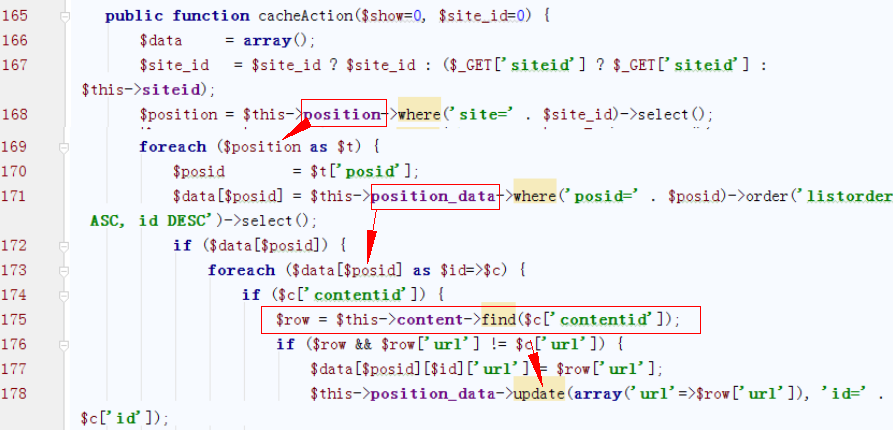 165 public function cacheAction($show=0, $site_id=0) {
166 $data = array();
167 $site_id = $site_id ? $site_id : ($_GET['siteid'] ? $_GET['siteid'] :
$this->siteid);
168 $position = $this->position->where('site=' . $site_id)->select();
169 foreach ($position as $t) {
170 $posid = $t['posid'];
171 $data[$posid] = $this->position_data->where('posid=' . $posid)->order('listorder
ASC, id DESC')->select();
172 if ($data[$posid]) {
173 foreach ($data[$posid] as $id=>$c) {
174 if ($c['contentid']) {
175 $row = $this->content->find($c['contentid']);
176 if ($row && $row['url'] != $c['url']) {
177 $data[$posid][$id]['url'] = $row['url'];
178 $this->position_data->update(array('url'=>$row['url']), 'id=' .
$c['id']);